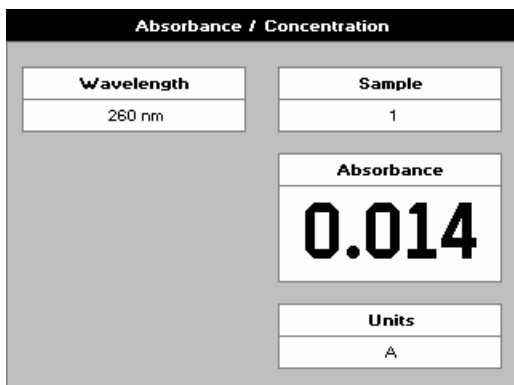 Absorbance / Concentration
Wavelength
260 nm
Sample
1
Absorbance
0.014
Units
A